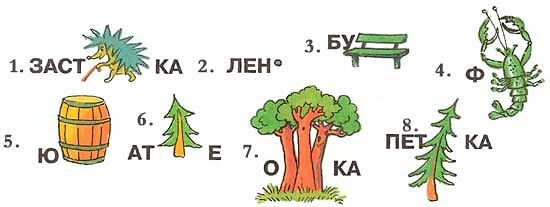 1. ЗАСТ КА
2. ЛЕН
3. БУ
4. Ф
5. Ю
6. АТ Е
7. О КА
8. ПЕТ КА